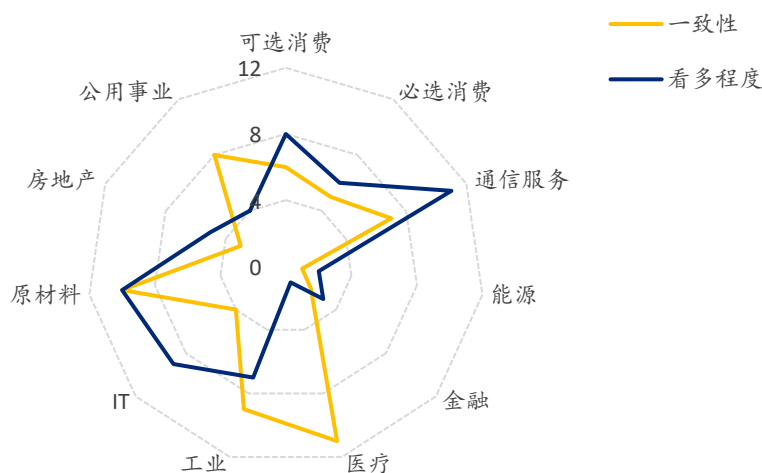 一致性
看多程度
可选消费
必选消费
通信服务
能源
金融
医疗
工业
IT
原材料
房地产
公用事业
12
8
4
0